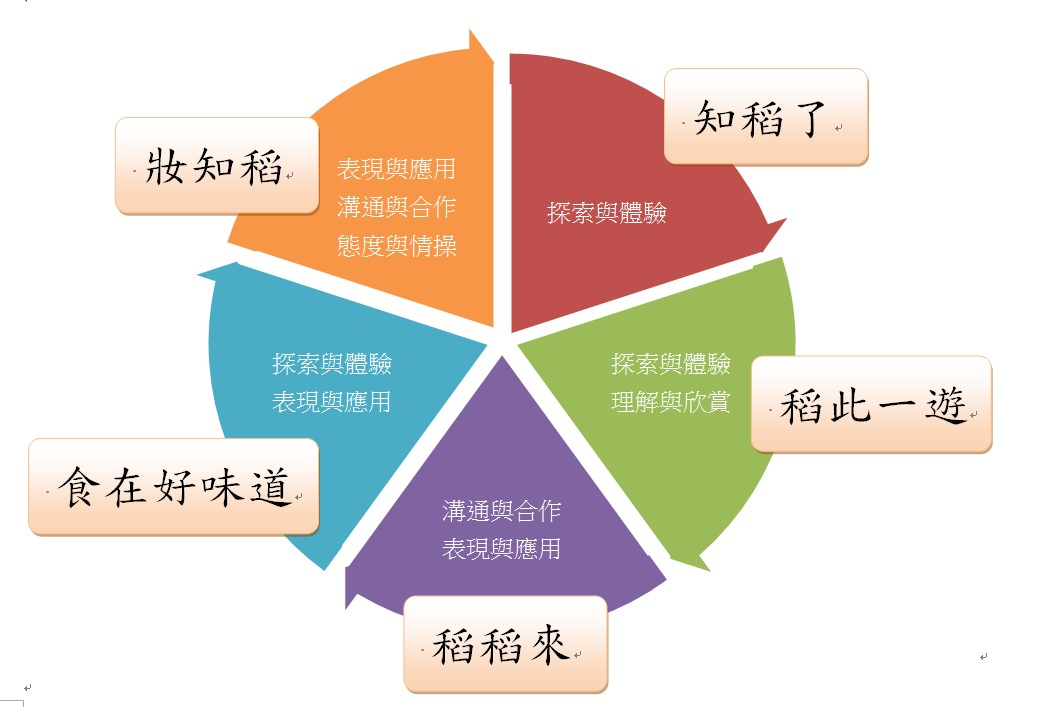 知稻了
探索與體驗
探索與體驗
理解與欣賞
稻此一遊
溝通與合作
表現與應用
稻稻來
探索與體驗
表現與應用
食在好味道
妝知稻
表現與應用
溝通與合作
態度與情操